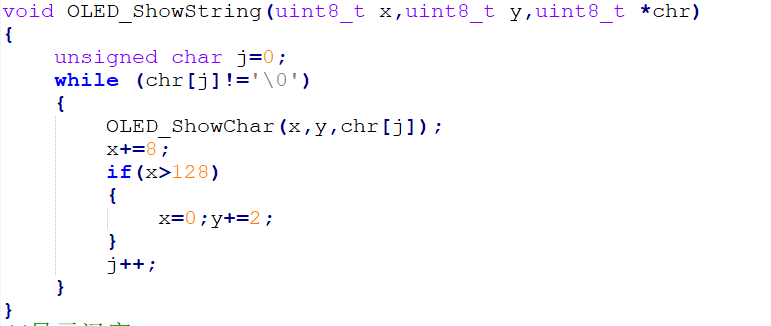 void OLED_ShowString(uint8_t x,uint8_t y,uint8_t *chr)
{
    unsigned char j=0;
    while (chr[j]!='\0')
    {
        OLED_ShowChar(x,y,chr[j]);
        x+=8;
        if(x>128)
        {
            x=0;y+=2;
        }
        j++;
    }
}